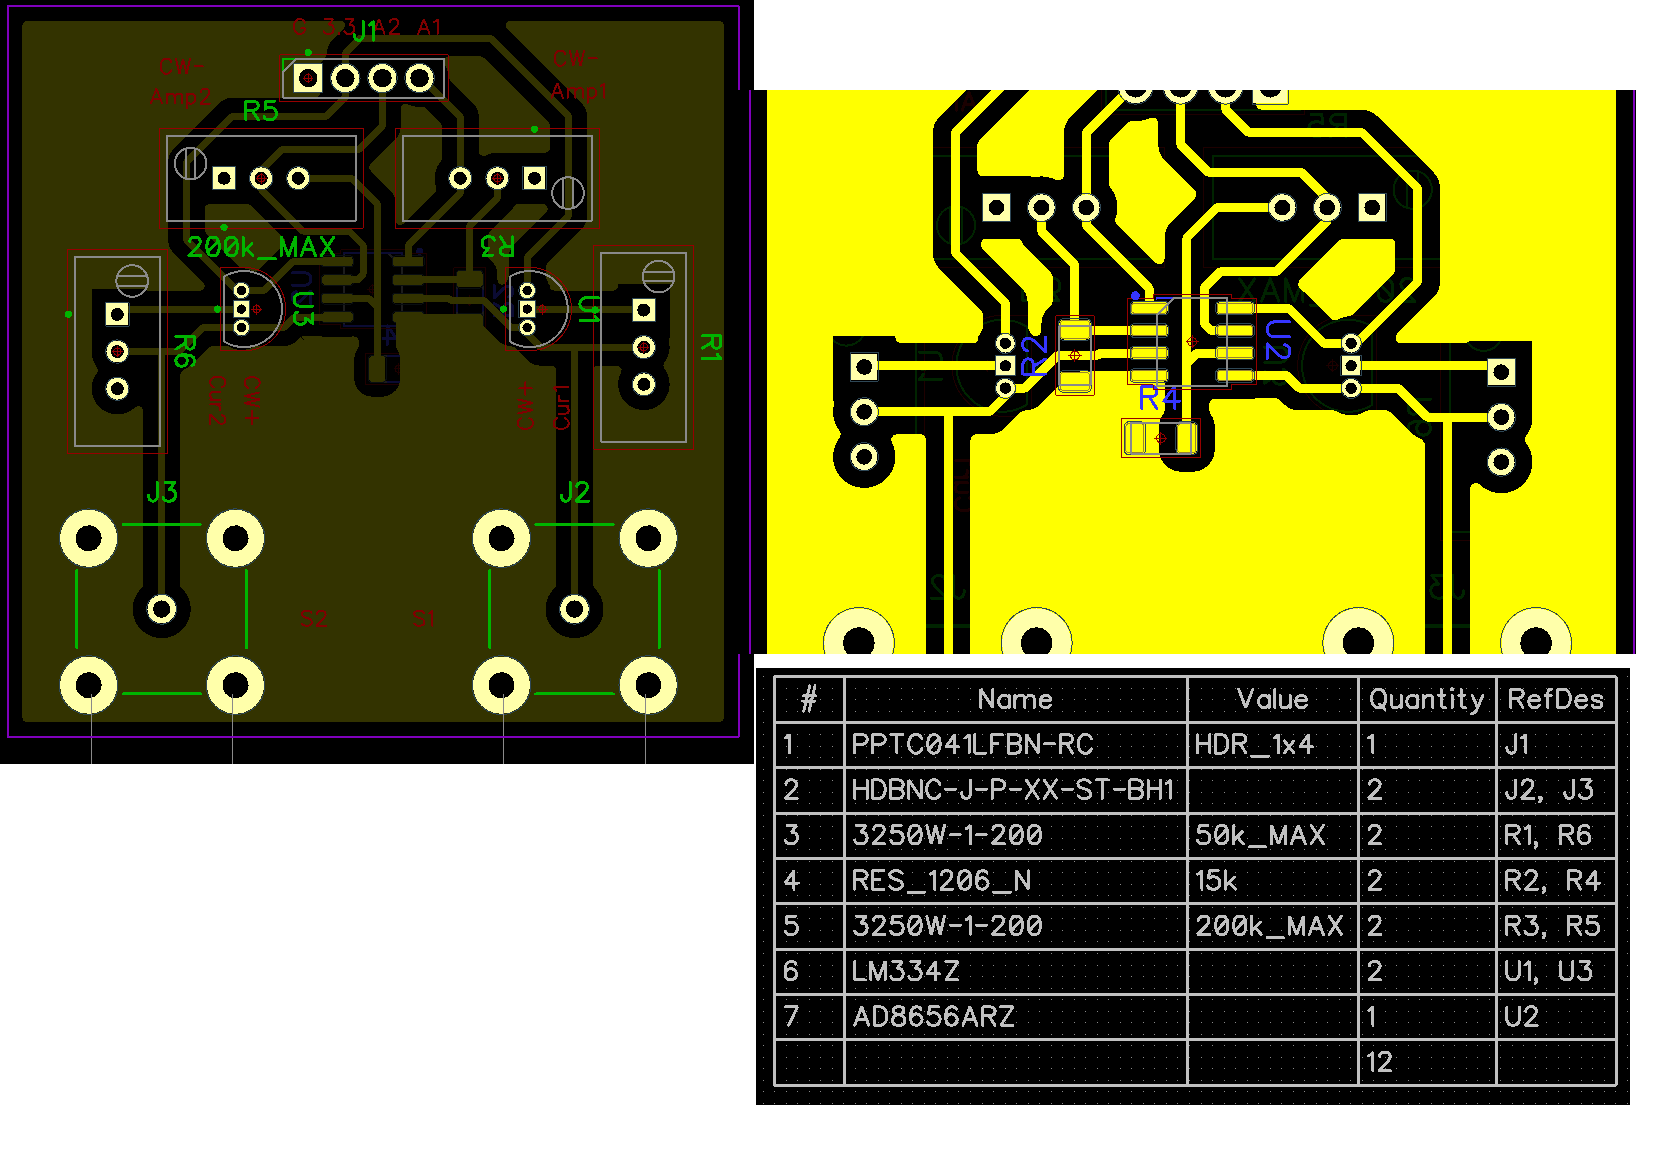 G 3.3 A2 A1
J1
CW-
Amp2
CW-
Amp1
R5
200k_MAX
R3
U3
U1
R6
R1
Cur2
CW+
CW+
Cur1
J3
J2
S2
S1
R2
U2
R4
# Name Value Quantity RefDes
1 PPTC041LFBN-RC HDR_1x4 1 J1
2 HDBNC-J-P-XX-ST-BH1 2 J2, J3
3 3250W-1-200 50k_MAX 2 R1, R6
4 RES_1206_N 15k 2 R2, R4
5 3250W-1-200 200k_MAX 2 R3, R5
6 LM334Z 2 U1, U3
7 AD8656ARZ 1 U2
12